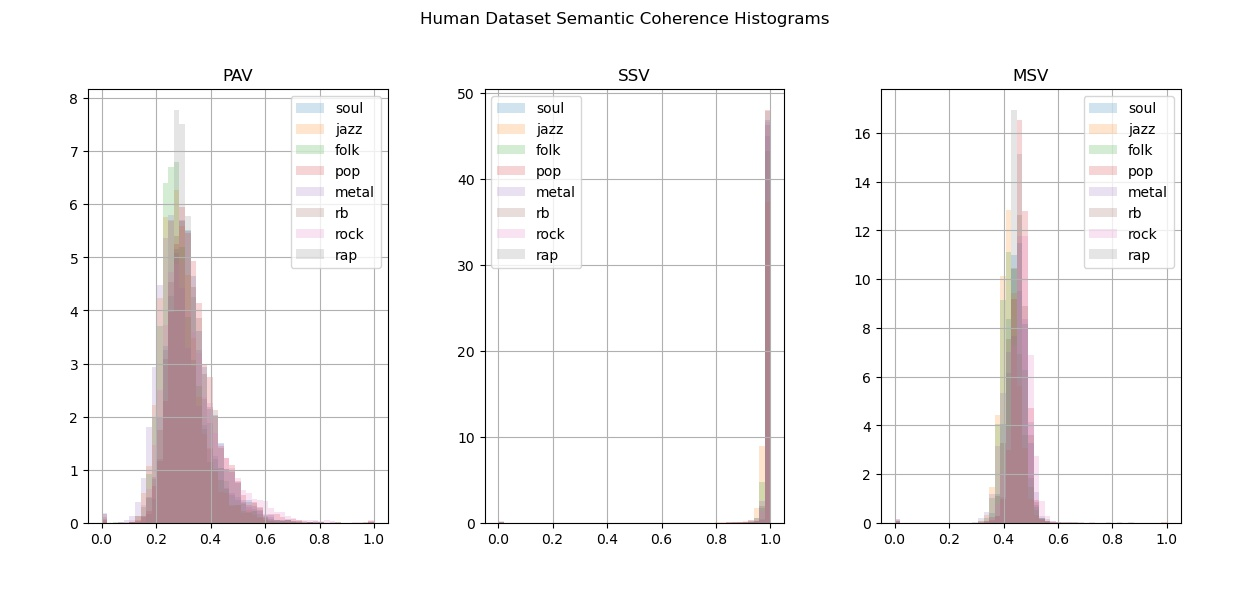 Human Dataset Semantic Coherence Histograms
PAV
8
7
6
5
4
3
2
1
0
0.0 0.2 0.4 0.6 0.8 1.0
soul
jazz
folk
pop
metal
rb
rock
rap
SSV
50
40
30
20
10
0
0.0 0.2 0.4 0.6 0.8 1.0
soul
jazz
folk
pop
metal
rb
rock
rap
MSV
16
14
12
10
8
6
4
2
0
0.0 0.2 0.4 0.6 0.8 1.0
soul
jazz
folk
pop
metal
rb
rock
rap